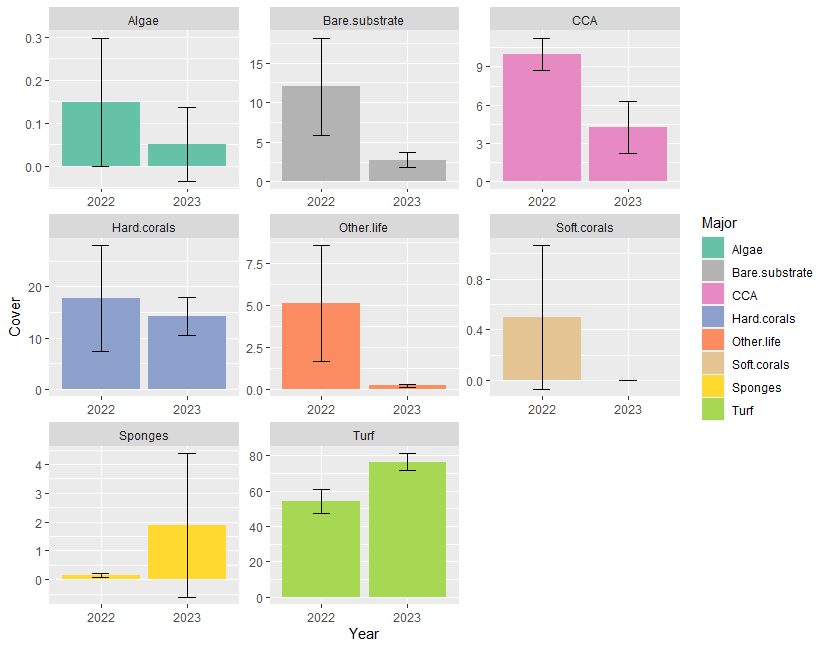 Algae
Bare.substrate
CCA
0.3
0.2
0.1
0.0
15
10
5
0
9
6
3
0
2022 2023
2022 2023
2022 2023
Hard.corals
Other.life
Soft.corals
20
10
0
7.5
5.0
2.5
0.0
0.8
0.4
0.0
2022 2023
2022 2023
2022 2023
Sponges
Turf
4
3
2
1
0
80
60
40
20
0
2022 2023
2022 2023
Cover
Year
Major
Algae
Bare.substrate
CCA
Hard.corals
Other.life
Soft.corals
Sponges
Turf